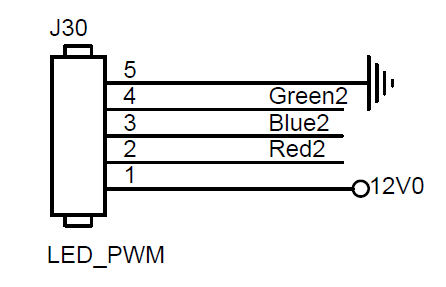 J30
5
4 Green2
3 Blue2
2 Red2
1 12V0
LED_PWM